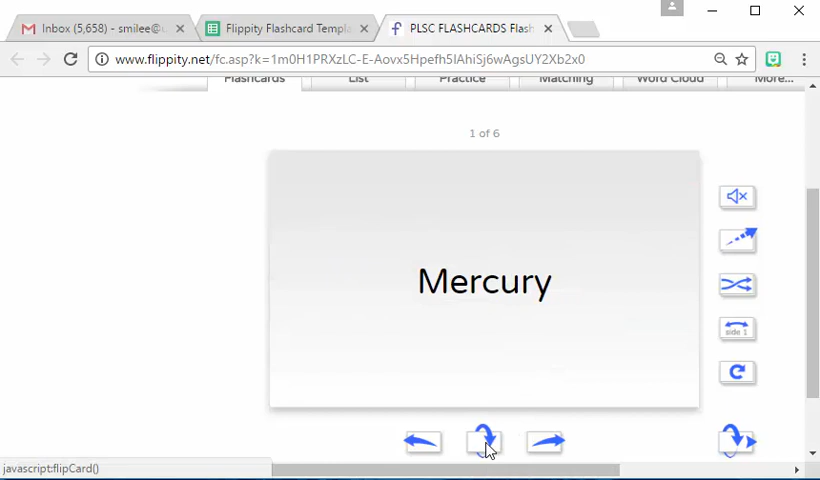 Inbox (5,658) - smilee@
Flippity Flashcard Templa
PLSC FLASHCARDS Flash
www.flippity.net/fc.asp?k=1m0H1PRXzLC-E-Aovx5Hpefh5lAhiSj6wAgsUY2Xb2x0
Flashcards
List
Practice
Matching
Word Cloud
More...
1 of 6
Mercury
side 1
javascript:flipCard()